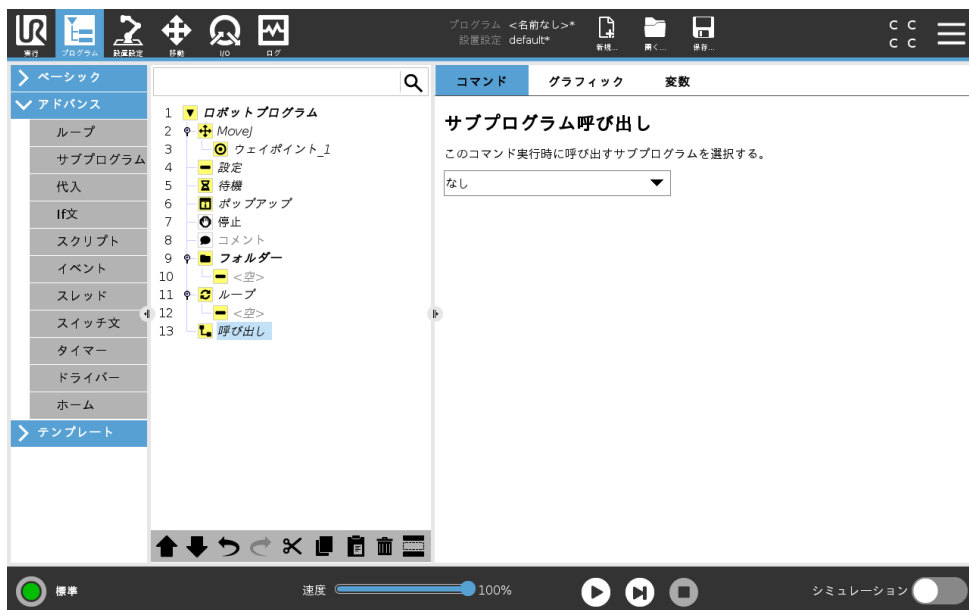 プログラム <名前なし>*
設置設定 default*
実行
プログラム
設置設定
移動
I/O
ログ
新規...
開く...
保存...
C C
C C
ベーシック
アドバンス
ループ
サブプログラム
代入
If文
スクリプト
イベント
スレッド
スイッチ文
タイマー
ドライバー
ホーム
テンプレート
1 ロボットプログラム
2 MoveJ
3 ウェイポイント_1
4 設定
5 待機
6 ポップアップ
7 停止
8 コメント
9 フォルダー
10 <空>
11 ループ
12 <空>
13 呼び出し
コマンド グラフィック 変数
サブプログラム呼び出し
このコマンド実行時に呼び出すサブプログラムを選択する。
なし
標準
速度 100%
シミュレーション